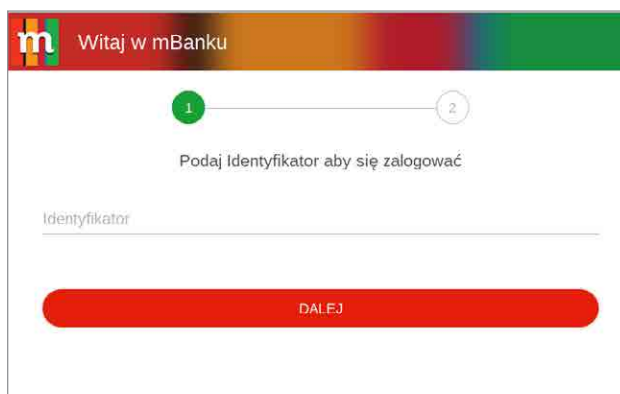 m Witaj w mBanku
1 2
Podaj Identyfikator aby się zalogować
Identyfikator
DALEJ